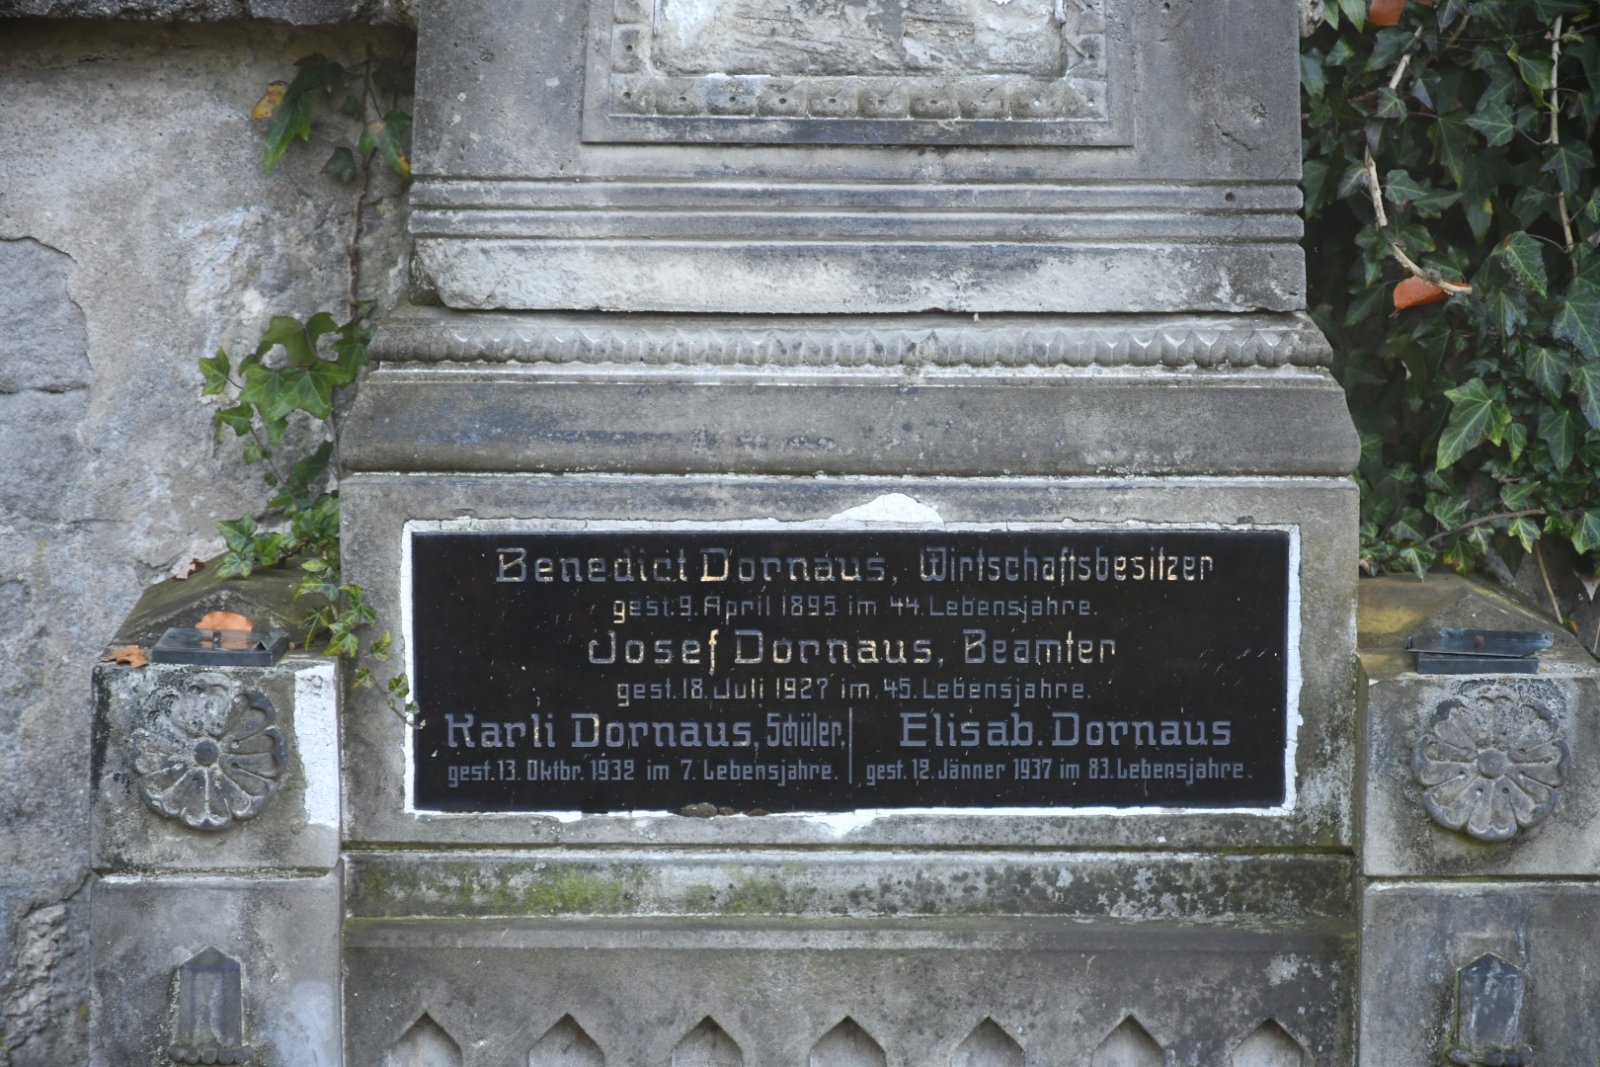 Benedict Dornaus, Wirtschaftsbesitzer
gest. 9. April 1895 im 44. Lebensjahre.
Josef Dornaus, Beamter
gest. 18. Juli 1927 im 45. Lebensjahre.
Karli Dornaus, Schüler,
gest. 13. Oktbr. 1932 im 7. Lebensjahre.
Elisab. Dornaus
gest. 12. Jänner 1937 im 83. Lebensjahre.